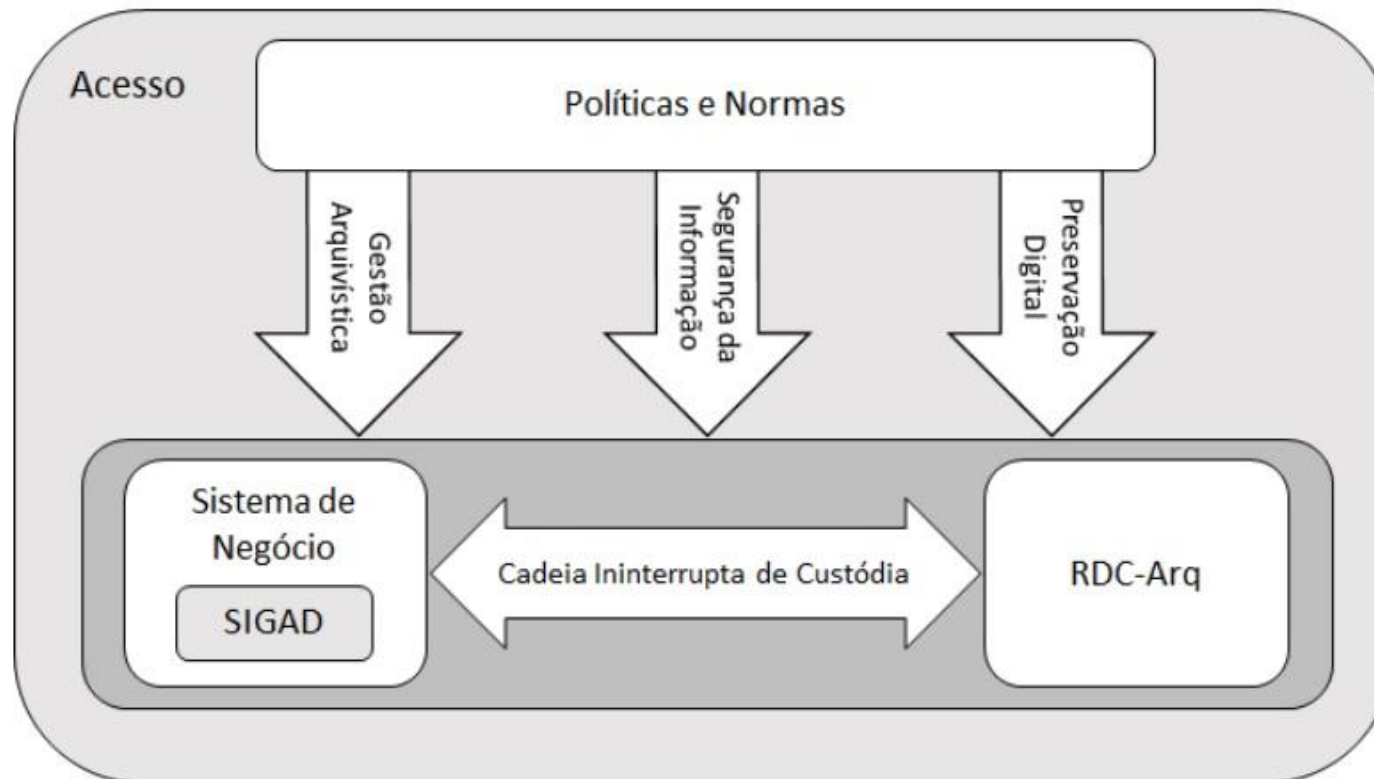 Acesso
Políticas e Normas
Gestão
Arquivística
Segurança da
Informação
Preservação
Digital
Sistema de
Negócio
SIGAD
Cadeia Ininterrupta de Custódia
RDC-Arq